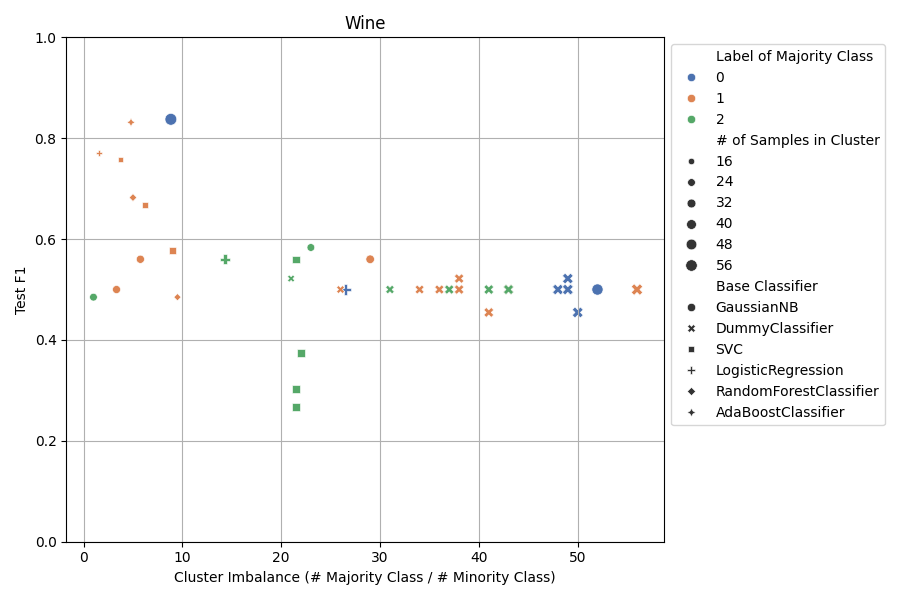 Wine
1.0
0.8
0.6
0.4
0.2
0.0
Test F1
0 10 20 30 40 50
Cluster Imbalance (# Majority Class / # Minority Class)
Label of Majority Class
0
1
2
# of Samples in Cluster
16
24
32
40
48
56
Base Classifier
GaussianNB
DummyClassifier
SVC
LogisticRegression
RandomForestClassifier
AdaBoostClassifier